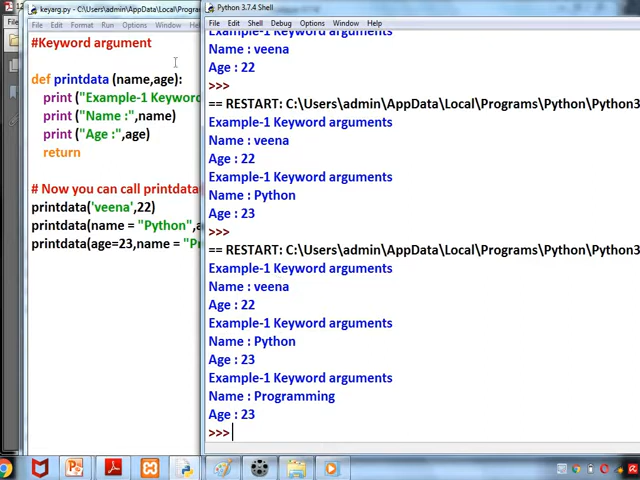 keyarg.py - C:\Users\admin\AppData\Local\Program
File Edit Format Run Options Window
#Keyword argument
def printdata (name,age):
print ("Example-1 Keywor
print ("Name :",name)
print ("Age :",age)
return
# Now you can call printdata
printdata('veena',22)
printdata(name = "Python",a
printdata(age=23,name = "Pr
Python 3.7.4 Shell
File Edit Shell Debug Options Window Help
Example-1 Keyword arguments
Name : veena
Age : 22
>>>
== RESTART: C:\Users\admin\AppData\Local\Programs\Python\Python3
Example-1 Keyword arguments
Name : veena
Age : 22
Example-1 Keyword arguments
Name : Python
Age : 23
>>>
== RESTART: C:\Users\admin\AppData\Local\Programs\Python\Python3
Example-1 Keyword arguments
Name : veena
Age : 22
Example-1 Keyword arguments
Name : Python
Age : 23
Example-1 Keyword arguments
Name : Programming
Age : 23
>>>